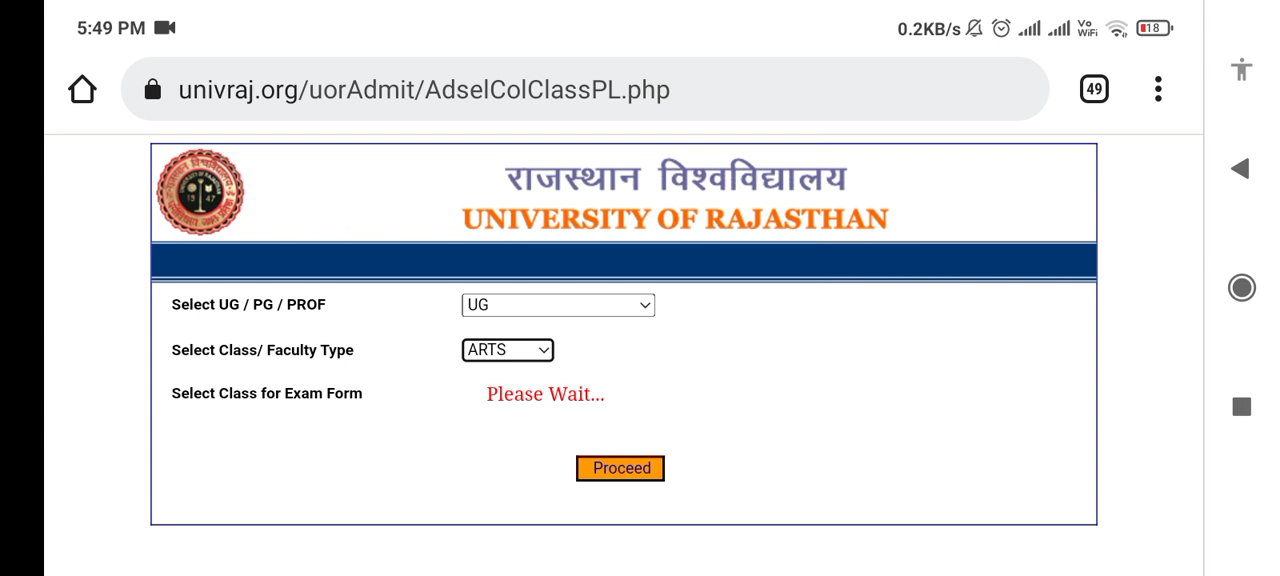 5:49 PM 0.2KB/s Vo WiFi 18
univraj.org/uorAdmit/AdselColClassPL.php 49
राजस्थान विश्वविद्यालय
UNIVERSITY OF RAJASTHAN
Select UG / PG / PROF UG
Select Class/ Faculty Type ARTS
Select Class for Exam Form Please Wait...
Proceed